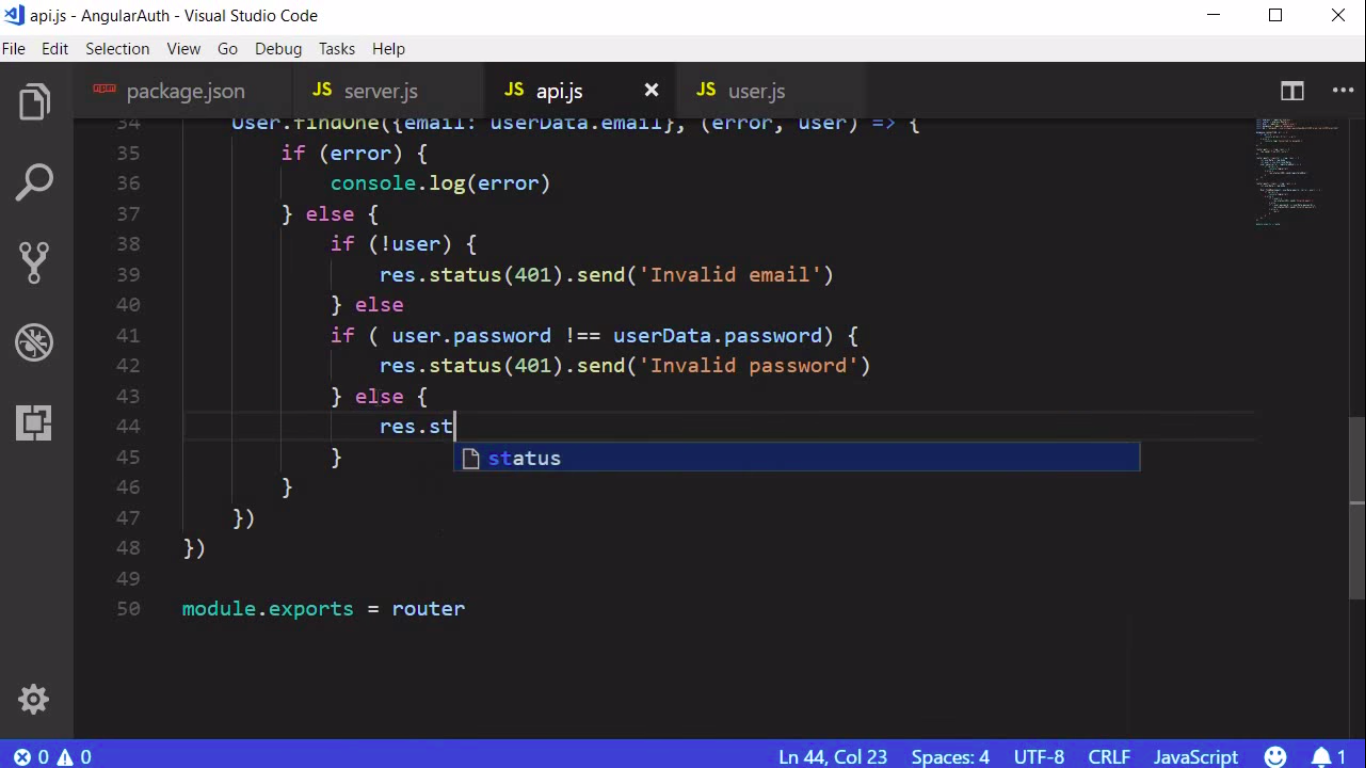 api.js - AngularAuth - Visual Studio Code
File Edit Selection View Go Debug Tasks Help
package.json JS server.js JS api.js JS user.js
34 User.findOne({email: userData.email}, (error, user) => {
35 if (error) {
36 console.log(error)
37 } else {
38 if (!user) {
39 res.status(401).send('Invalid email')
40 } else
41 if ( user.password !== userData.password) {
42 res.status(401).send('Invalid password')
43 } else {
44 res.st
status
45 }
46 }
47 })
48 })
49
50 module.exports = router
0 0 Ln 44, Col 23 Spaces: 4 UTF-8 CRLF JavaScript 1